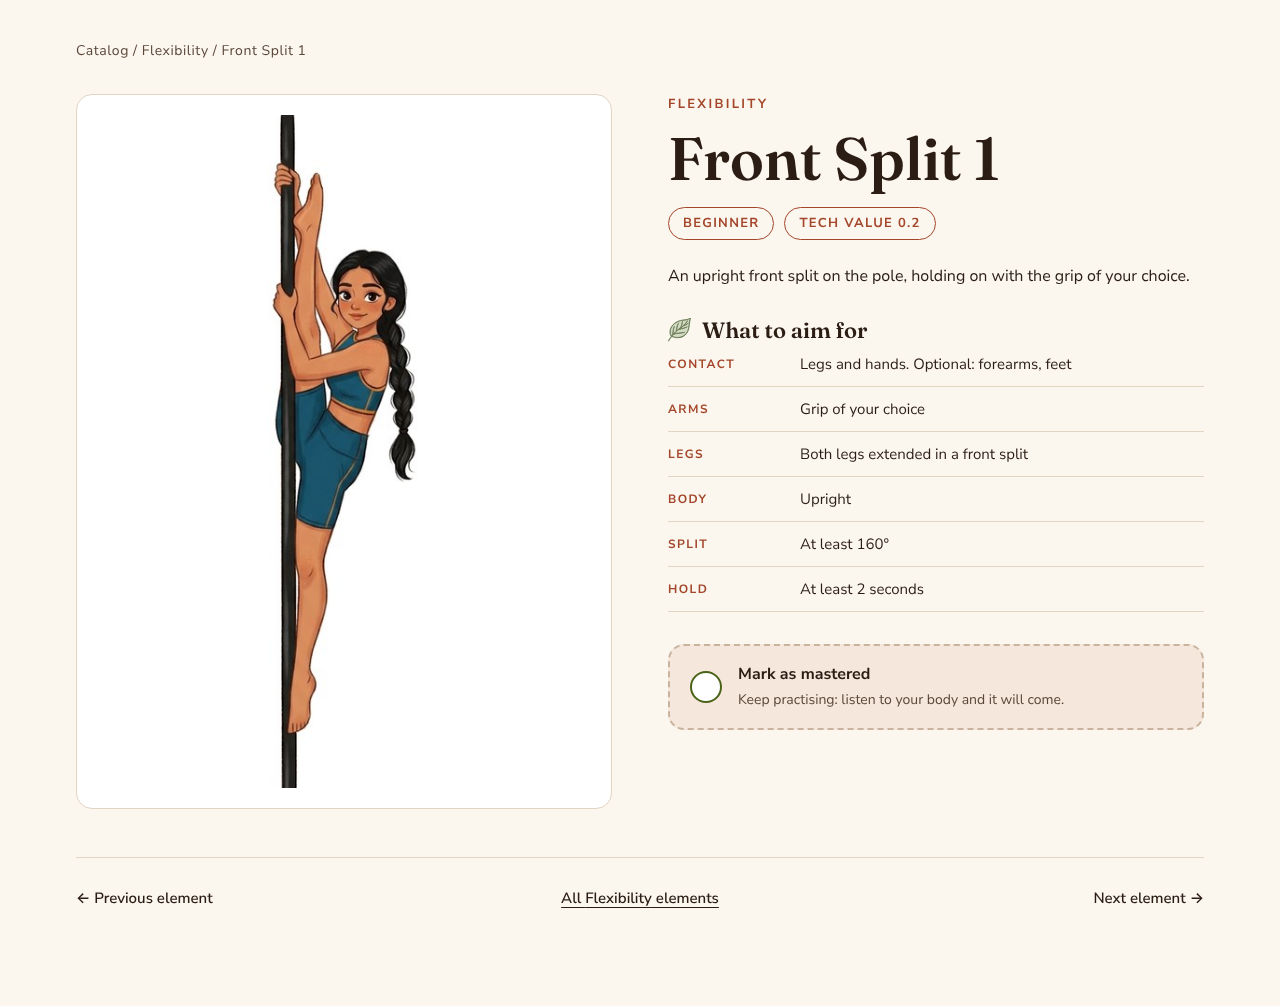 Catalog / Flexibility / Front Split 1
FLEXIBILITY
Front Split 1
BEGINNER
TECH VALUE 0.2
An upright front split on the pole, holding on with the grip of your choice.
What to aim for
CONTACT Legs and hands. Optional: forearms, feet
ARMS Grip of your choice
LEGS Both legs extended in a front split
BODY Upright
SPLIT At least 160°
HOLD At least 2 seconds
Mark as mastered
Keep practising: listen to your body and it will come.
← Previous element
All Flexibility elements
Next element →